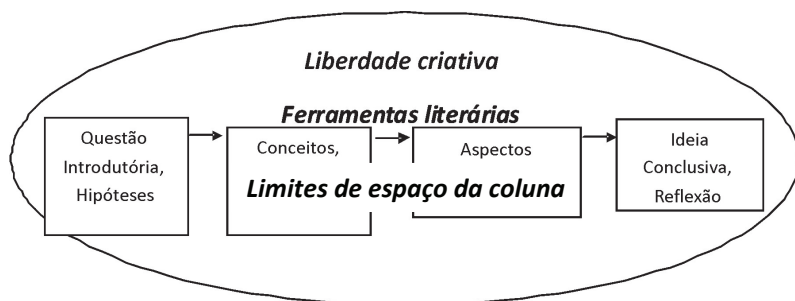 Liberdade criativa
Ferramentas literárias
Questão
Introdutória,
Hipóteses
Conceitos,
Aspectos
Limites de espaço da coluna
Ideia
Conclusiva,
Reflexão